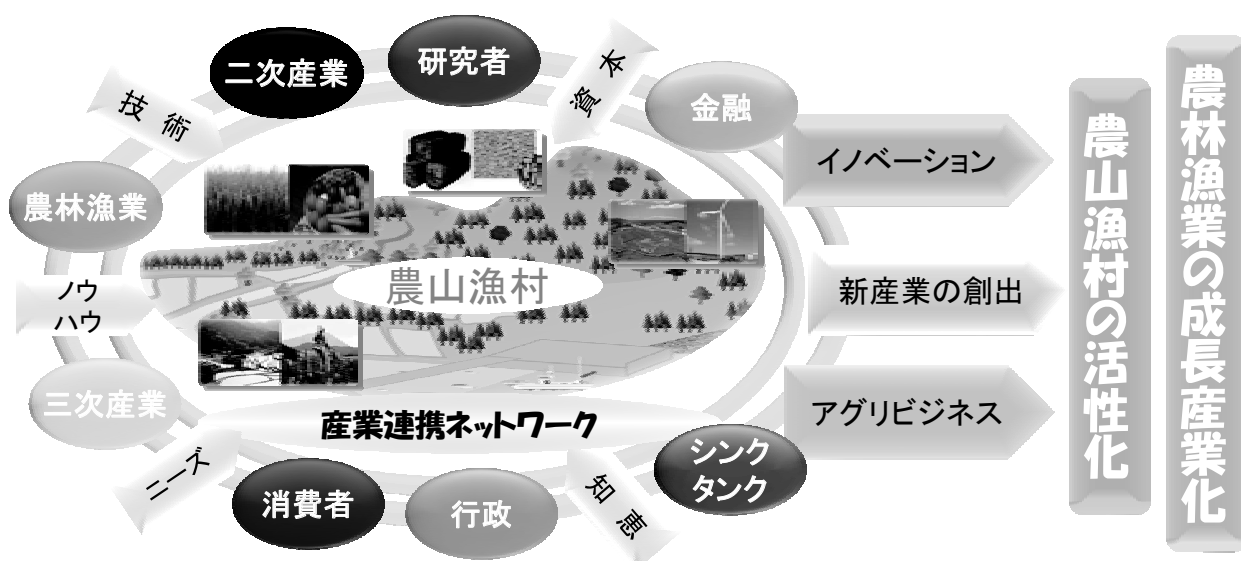 二次産業
研究者
資本
金融
技術
農林漁業
ノウ
ハウ
三次産業
ニーズ
消費者
行政
知恵
シンク
タンク
農山漁村
産業連携ネットワーク
イノベーション
新産業の創出
アグリビジネス
農山漁村の活性化
農林漁業の成長産業化